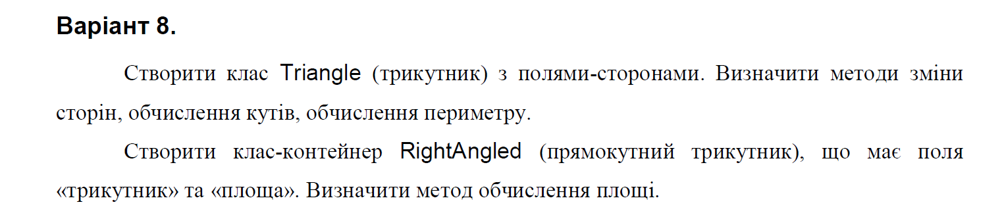 Варіант 8.
Створити клас Triangle (трикутник) з полями-сторонами. Визначити методи зміни
сторін, обчислення кутів, обчислення периметру.
Створити клас-контейнер RightAngled (прямокутний трикутник), що має поля
«трикутник» та «площа». Визначити метод обчислення площі.